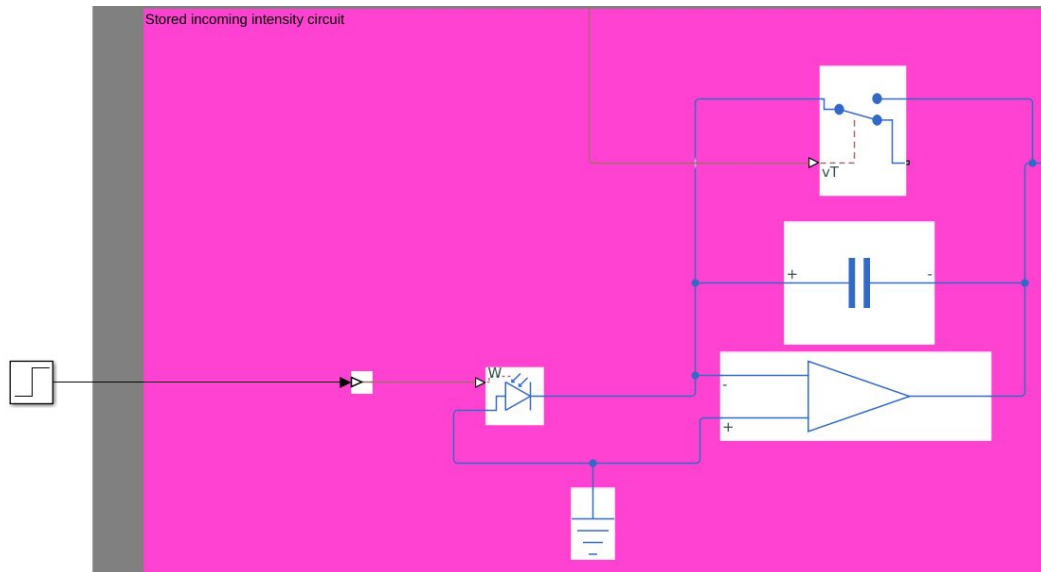 Stored incoming intensity circuit
vT
+ -
W
-
+